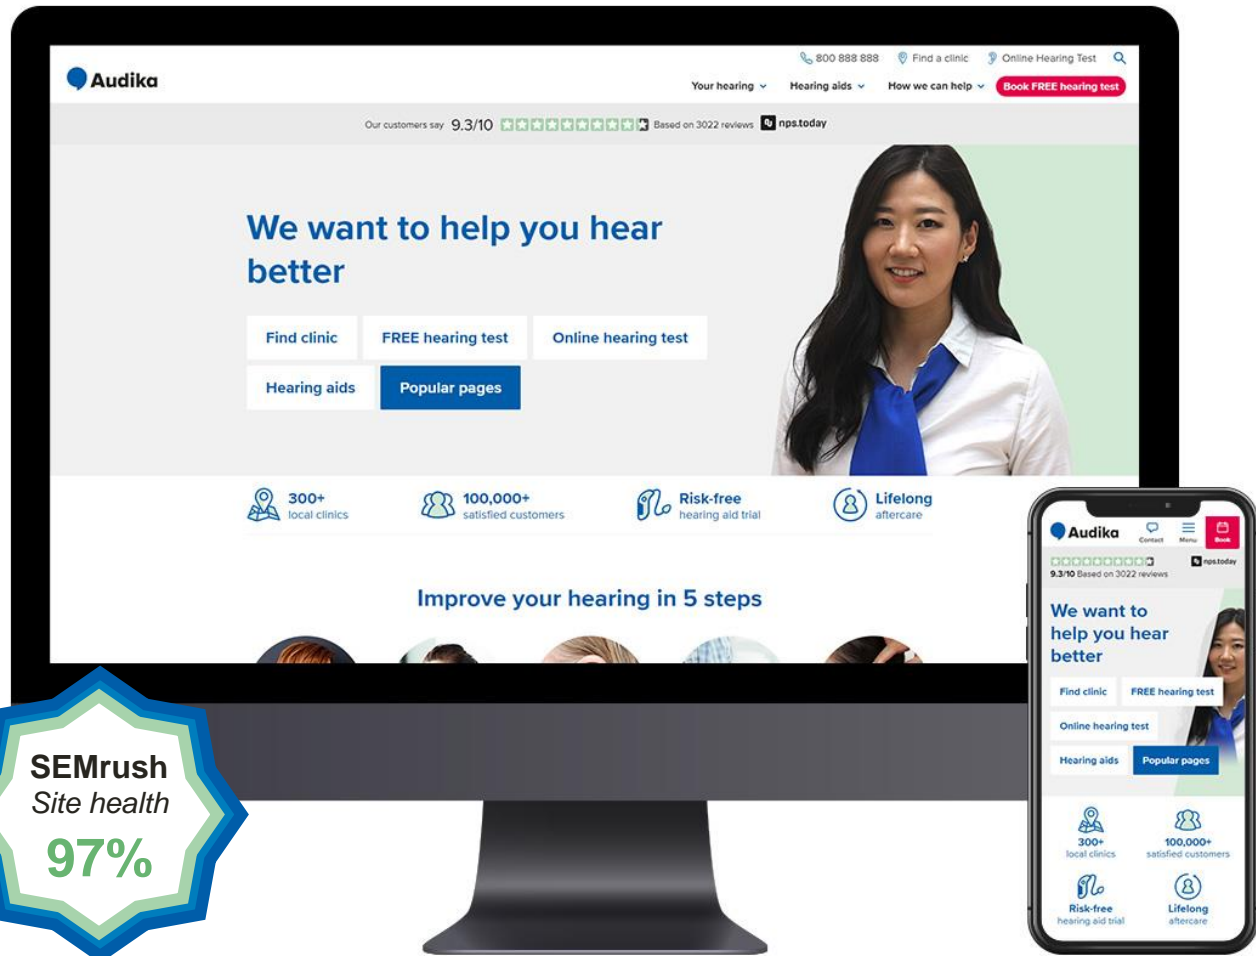 800 888 888 Find a clinic Online Hearing Test
Audika
Your hearing Hearing aids How we can help Book FREE hearing test
Our customers say 9.3/10 Based on 3022 reviews nps.today
We want to help you hear
better
Find clinic FREE hearing test Online hearing test
Hearing aids Popular pages
300+ 100,000+ Risk-free Lifelong
local clinics satisfied customers hearing aid trial aftercare
Improve your hearing in 5 steps
SEMrush
Site health
97%
Audika Contact Menu Book
nps.today
9.3/10 Based on 3022 reviews
We want to
help you hear
better
Find clinic FREE hearing test
Online hearing test
Hearing aids Popular pages
300+ 100,000+
local clinics satisfied customers
Risk-free Lifelong
hearing aid trial aftercare